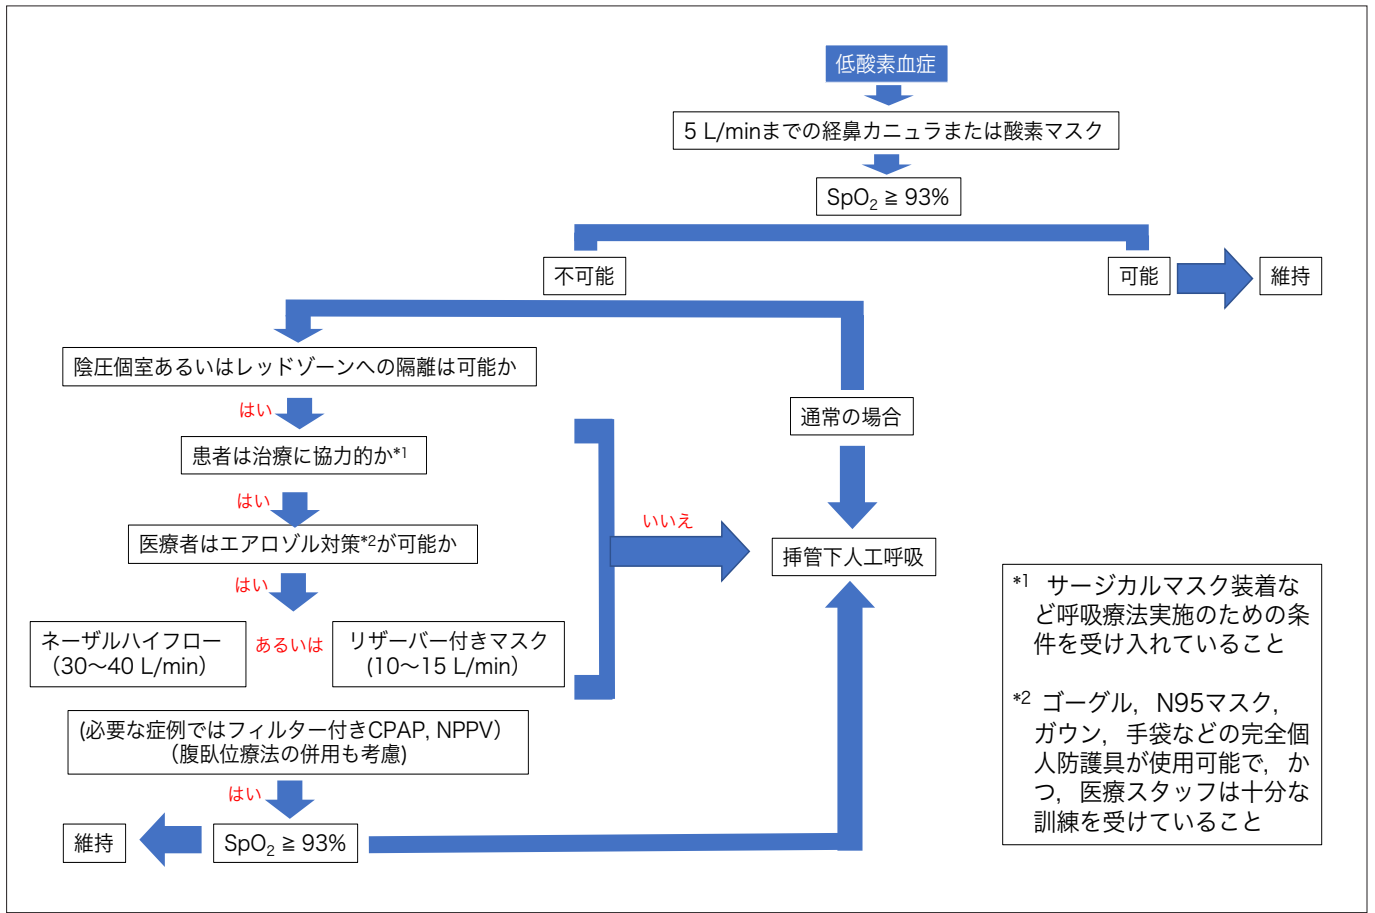 低酸素血症
5 L/minまでの経鼻カニュラまたは酸素マスク
SpO₂ ≧ 93%
不可能
可能
維持
陰圧個室あるいはレッドゾーンへの隔離は可能か
はい
通常の場合
患者は治療に協力的か*1
はい
いいえ
医療者はエアロゾル対策*2が可能か
挿管下人工呼吸
はい
ネーザルハイフロー
（30〜40 L/min）
あるいは
リザーバー付きマスク
(10〜15 L/min）
(必要な症例ではフィルター付きCPAP, NPPV）
（腹臥位療法の併用も考慮)
はい
SpO₂ ≧ 93%
維持
*1 サージカルマスク装着な
ど呼吸療法実施のための条
件を受け入れていること
*2 ゴーグル，N95マスク，
ガウン，手袋などの完全個
人防護具が使用可能で，か
つ，医療スタッフは十分な
訓練を受けていること